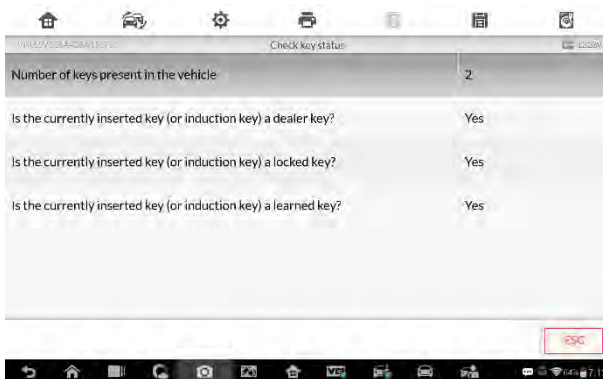 Check key status
Number of keys present in the vehicle 2
Is the currently inserted key (or induction key) a dealer key? Yes
Is the currently inserted key (or induction key) a locked key? Yes
Is the currently inserted key (or induction key) a learned key? Yes
ESC
64%